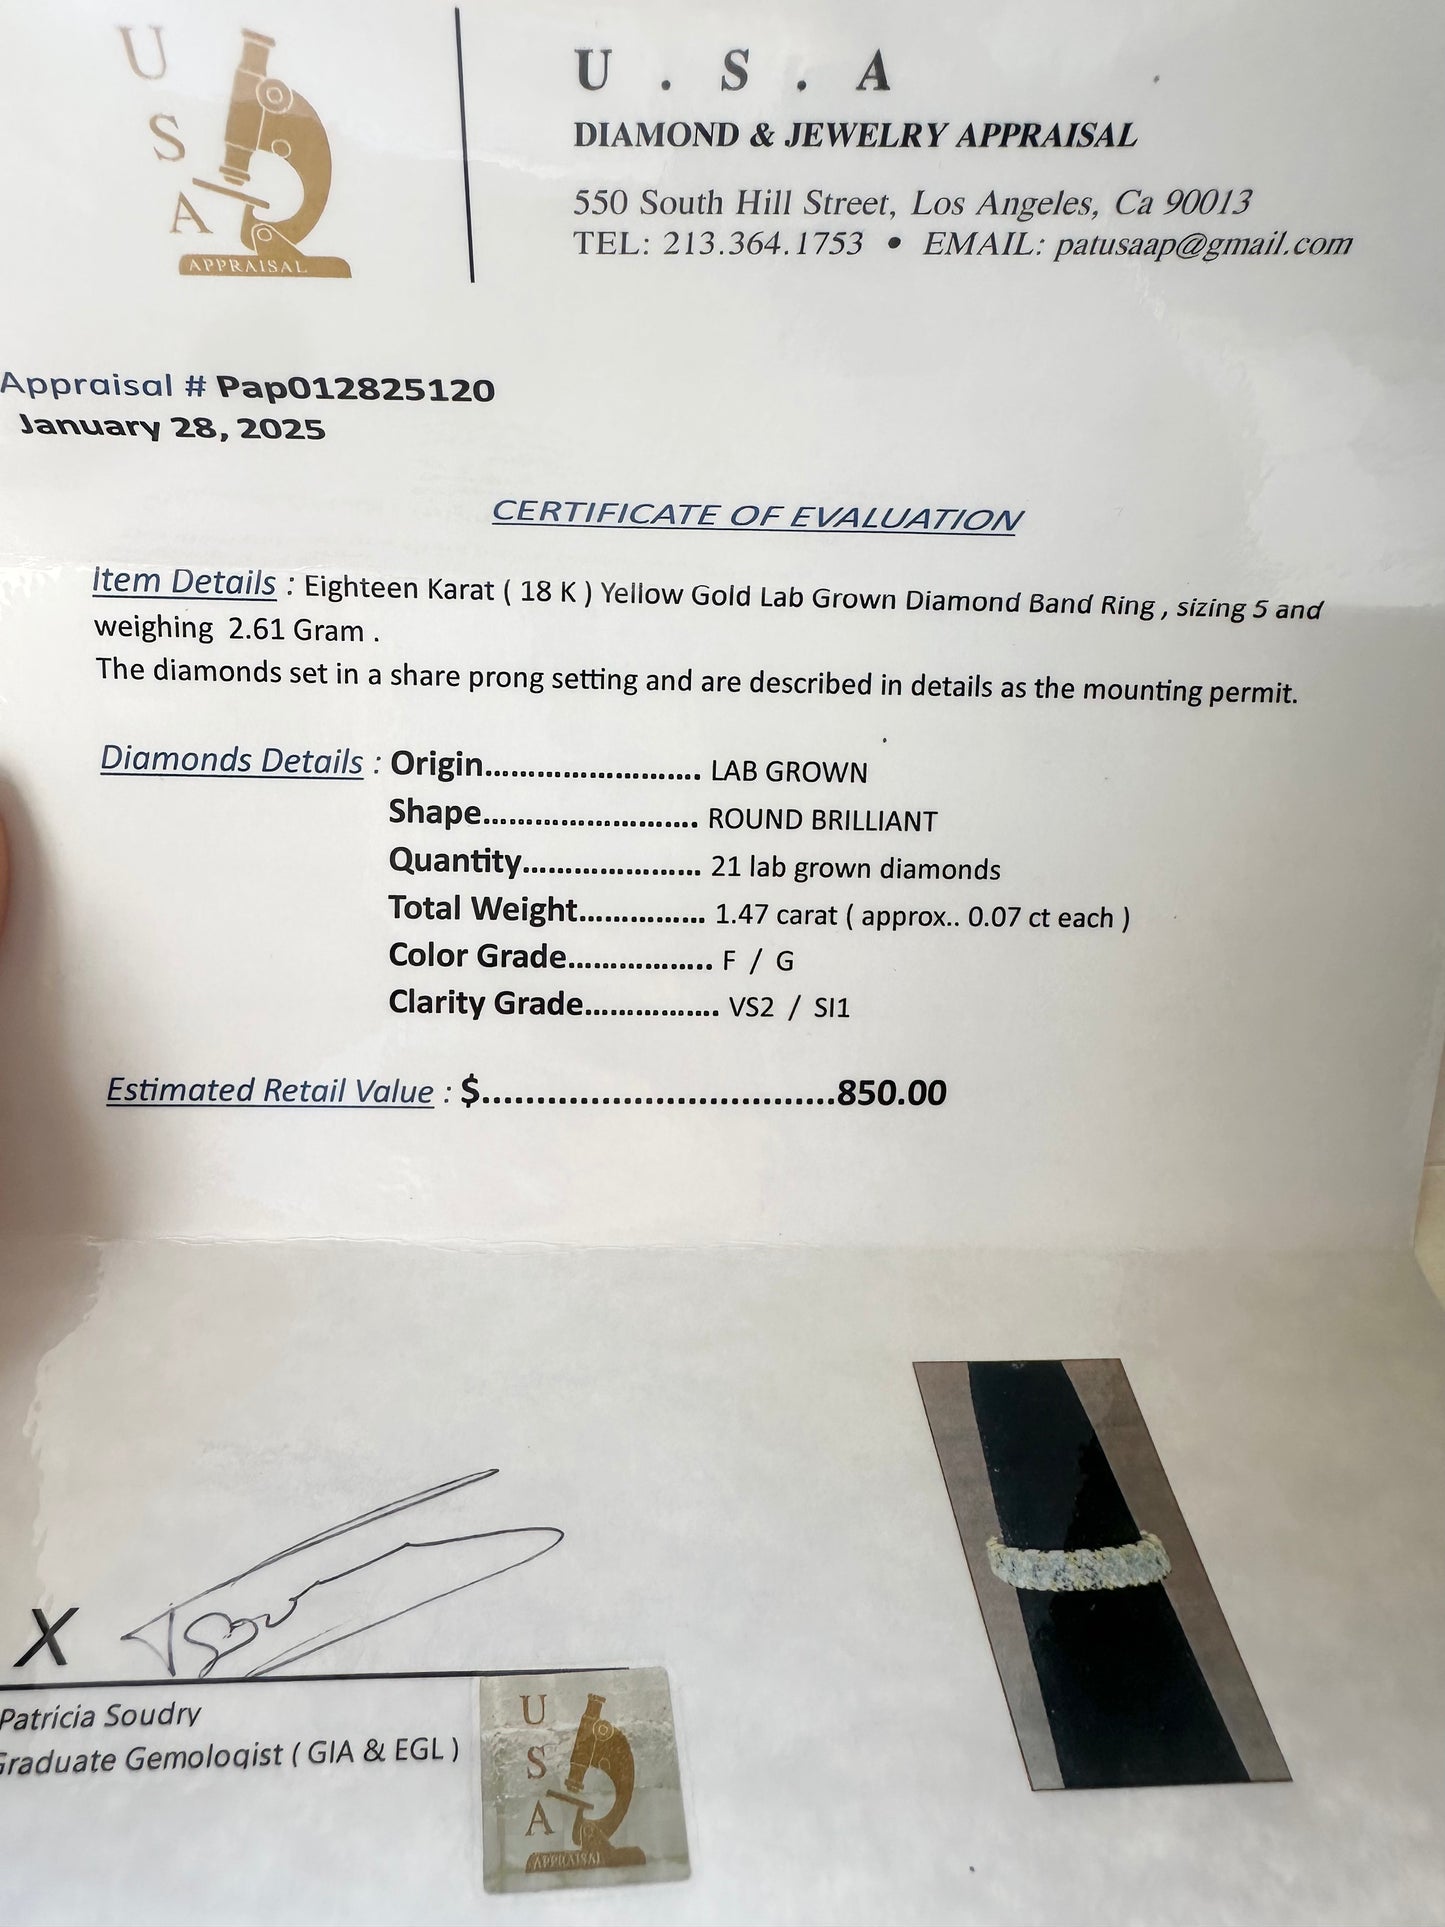 U
S
A
APPRAISAL
U . S . A
DIAMOND & JEWELRY APPRAISAL
550 South Hill Street, Los Angeles, Ca 90013
TEL: 213.364.1753 • EMAIL: patusaap@gmail.com
Appraisal # Pap012825120
January 28, 2025
CERTIFICATE OF EVALUATION
Item Details : Eighteen Karat ( 18 K ) Yellow Gold Lab Grown Diamond Band Ring , sizing 5 and
weighing 2.61 Gram .
The diamonds set in a share prong setting and are described in details as the mounting permit.
Diamonds Details : Origin.......................... LAB GROWN
Shape.......................... ROUND BRILLIANT
Quantity..................... 21 lab grown diamonds
Total Weight............... 1.47 carat ( approx.. 0.07 ct each )
Color Grade................. F / G
Clarity Grade................ VS2 / SI1
Estimated Retail Value : $.................................850.00
X
Patricia Soudry
Graduate Gemologist ( GIA & EGL )
U
S
A
APPRAISAL